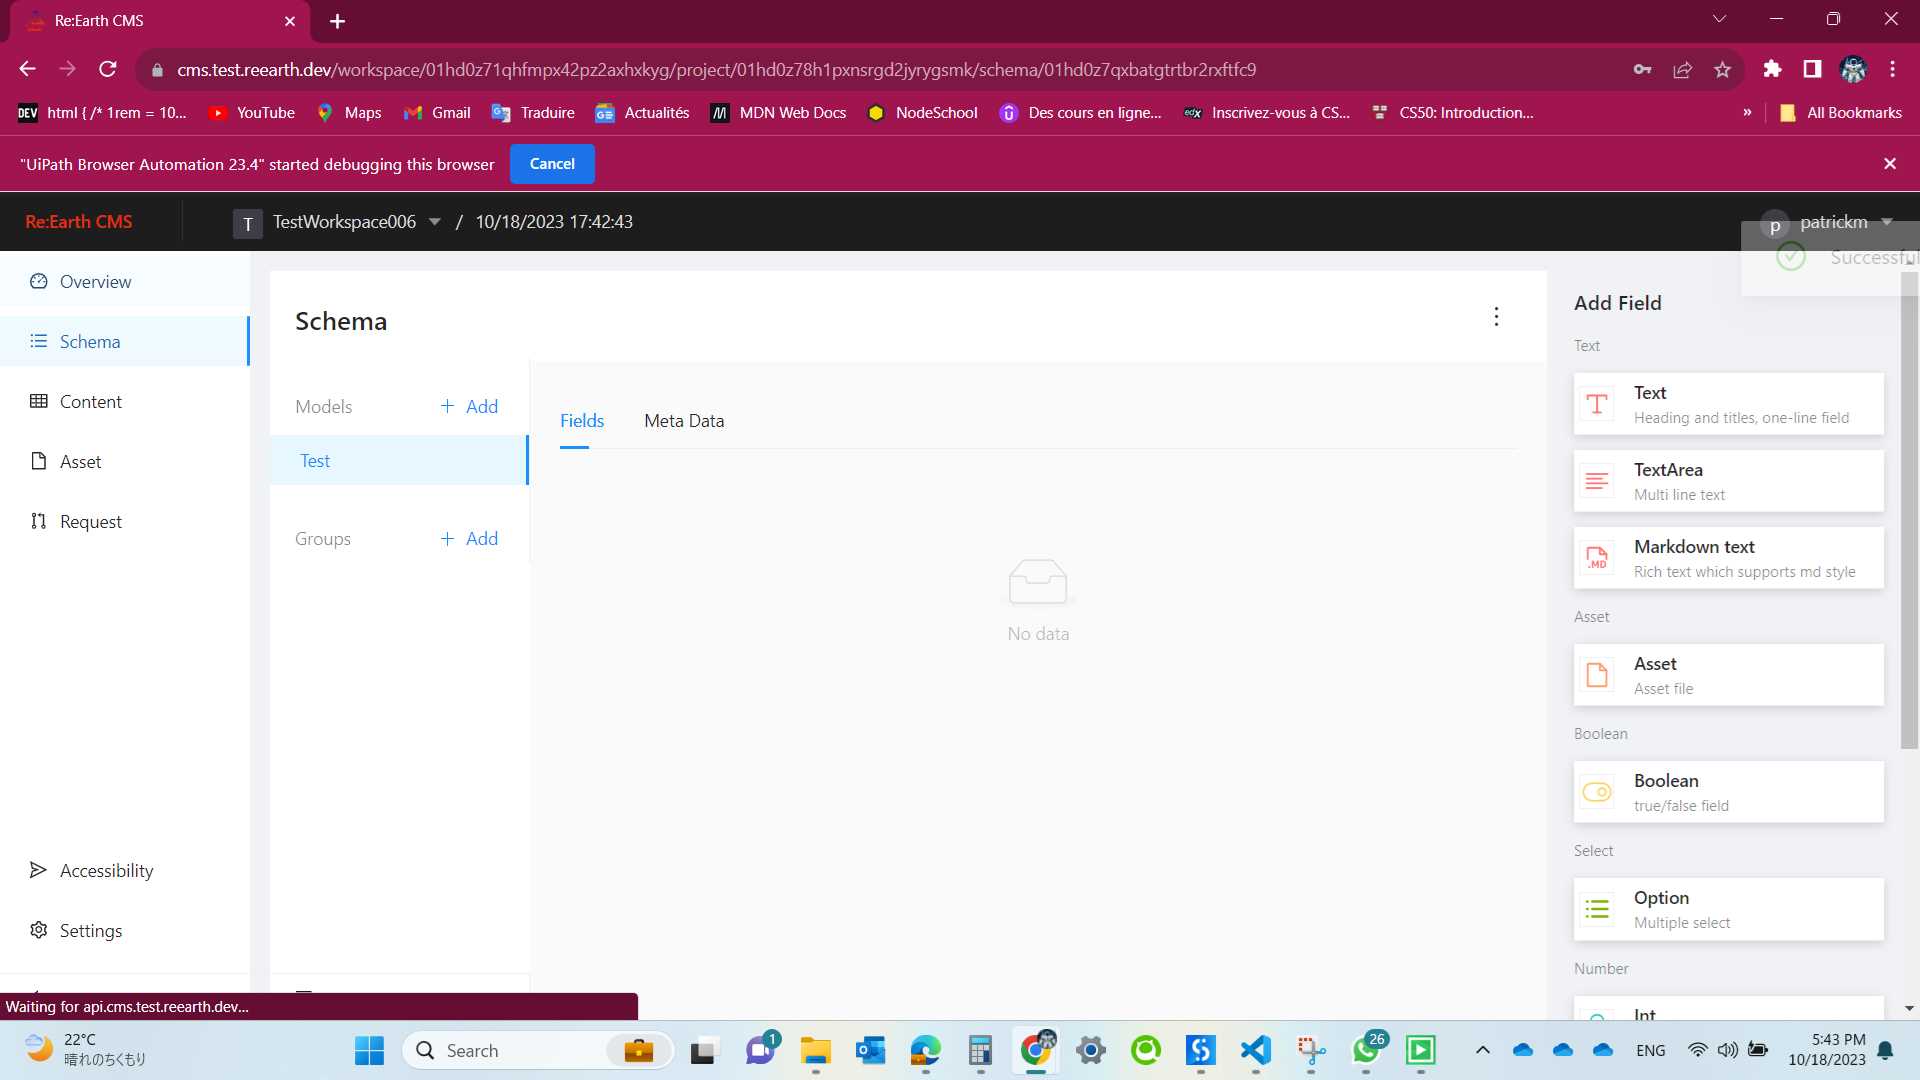 Re:Earth CMS
cms.test.reearth.dev/workspace/01hd0z71qhfmpx42pz2axhxkyg/project/01hd0z78h1pxnsrgd2jyrygsmk/schema/01hd0z7qxbatgtrtbr2rxftfc9
DEV html { /* 1rem = 10... YouTube Maps Gmail Traduire Actualités MDN Web Docs NodeSchool Des cours en ligne... edX Inscrivez-vous à CS... CS50: Introduction... » All Bookmarks
"UiPath Browser Automation 23.4" started debugging this browser Cancel
Re:Earth CMS T TestWorkspace006 / 10/18/2023 17:42:43 p patrickm
Successful
Overview
Schema
Content
Asset
Request
Accessibility
Settings
Schema
Models + Add
Test
Groups + Add
Fields Meta Data
No data
Add Field
Text
Text
Heading and titles, one-line field
TextArea
Multi line text
.MD
Markdown text
Rich text which supports md style
Asset
Asset
Asset file
Boolean
Boolean
true/false field
Select
Option
Multiple select
Number
Int
Waiting for api.cms.test.reearth.dev...
22°C
晴れのちくもり
Search
1
26
ENG
5:43 PM
10/18/2023